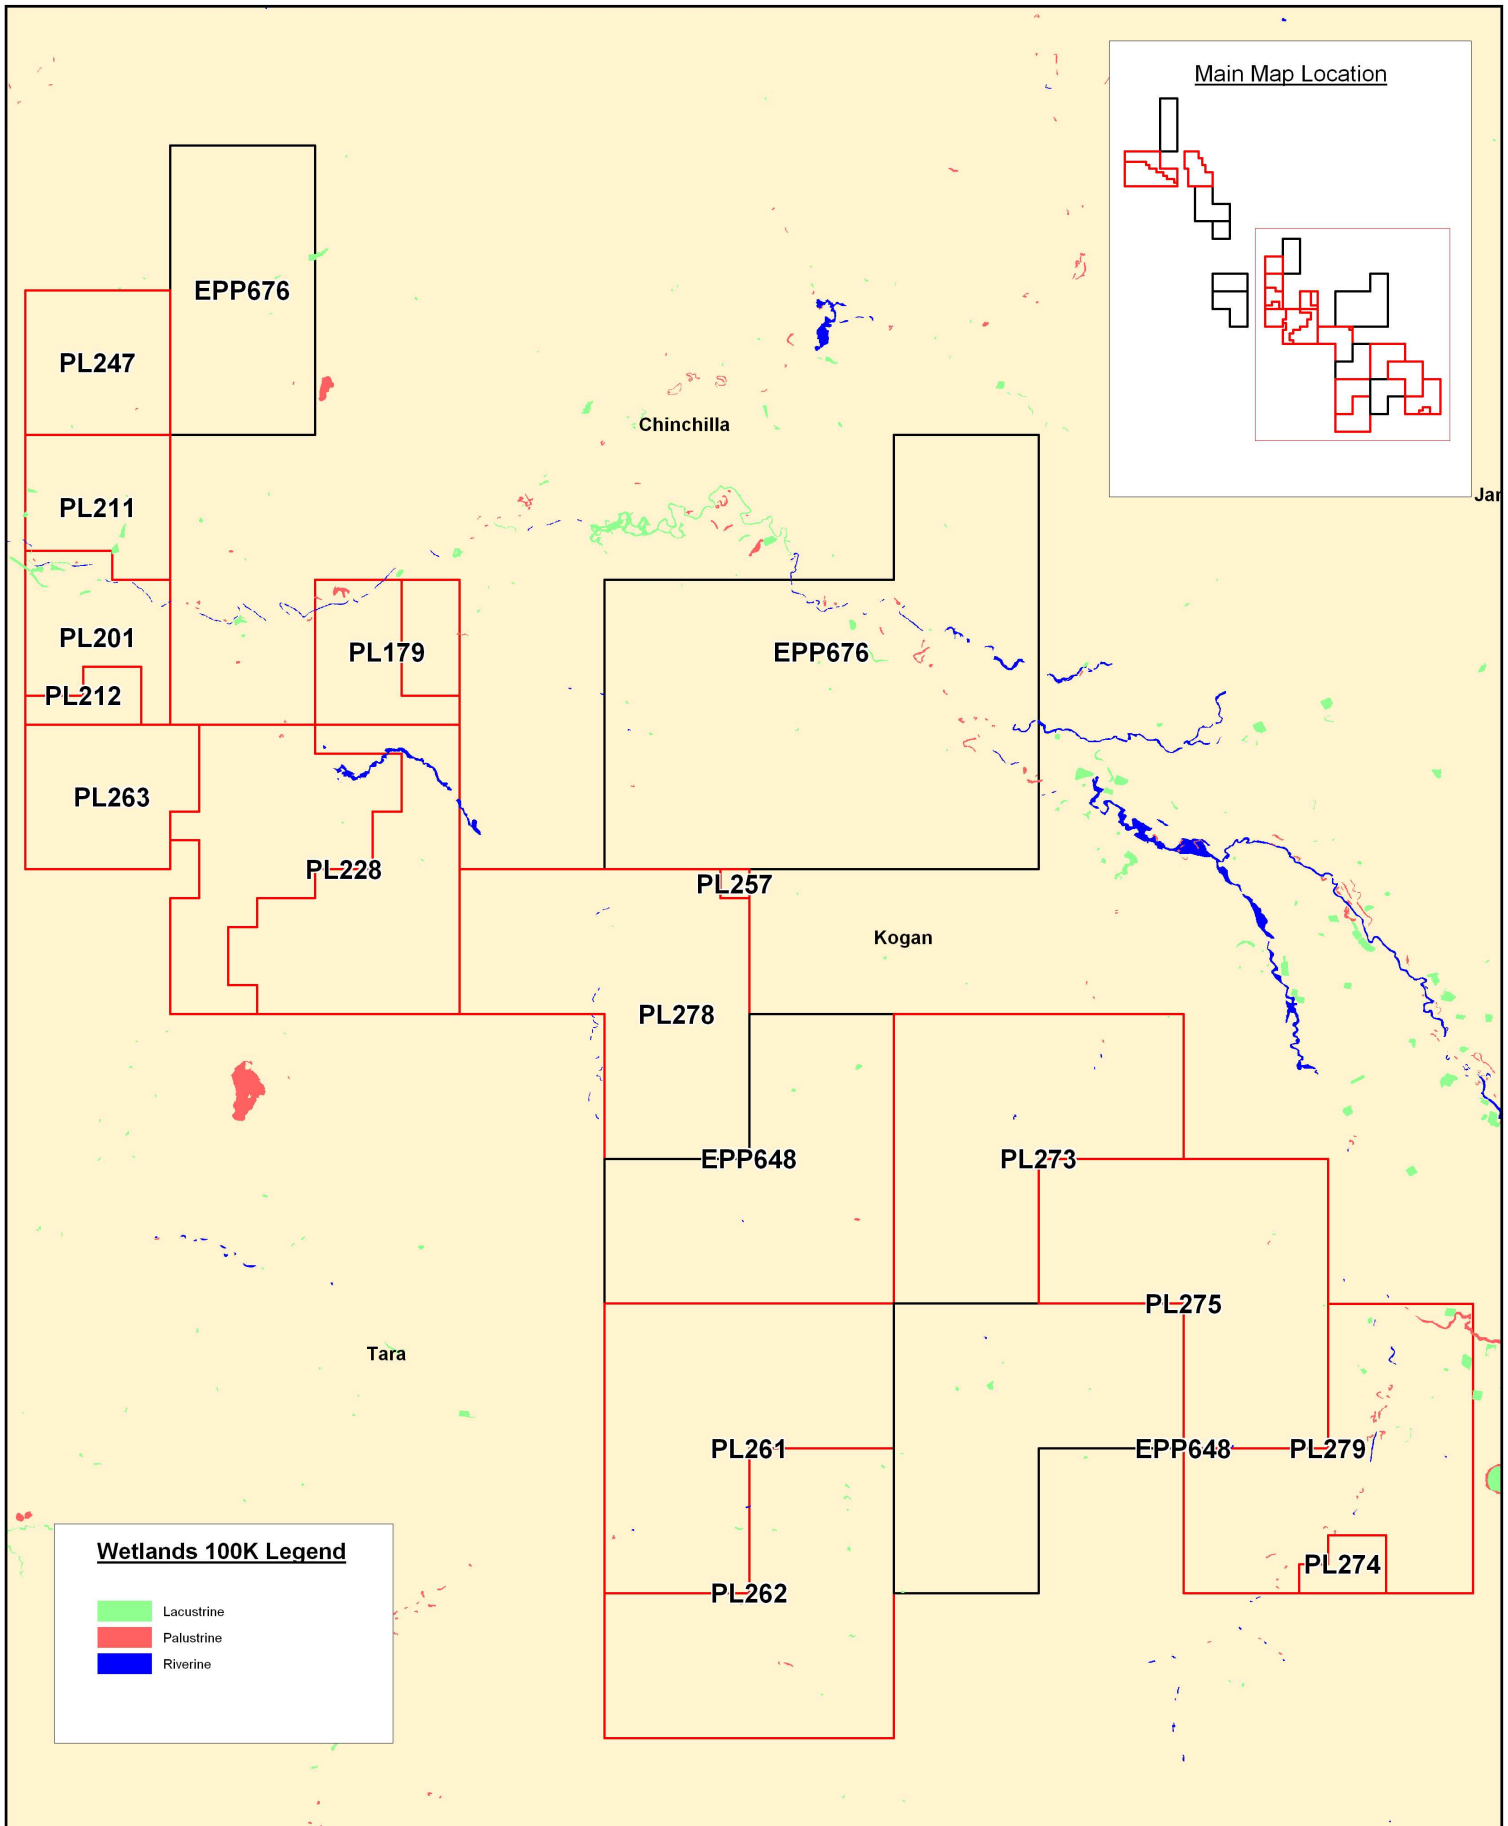 Main Map Location
EPP676
PL247
Chinchilla
Jar
PL211
PL201
PL179
EPP676
PL212
PL263
PL228
PL257
Kogan
PL278
EPP648
PL273
PL275
Tara
PL261
EPP648
PL279
Wetlands 100K Legend
PL274
PL262
Lacustrine
Palustrine
Riverine